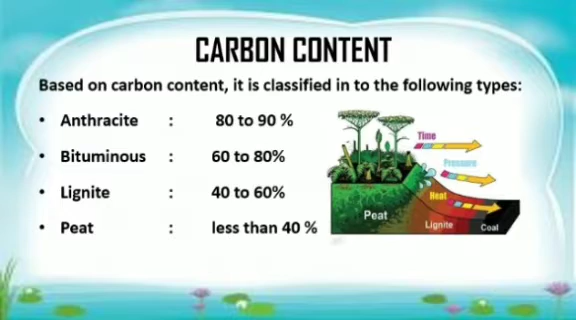 CARBON CONTENT
Based on carbon content, it is classified in to the following types:
• Anthracite : 80 to 90 %
• Bituminous : 60 to 80%
• Lignite : 40 to 60%
• Peat : less than 40 %
Time
Pressure
Heat
Peat
Lignite
Coal